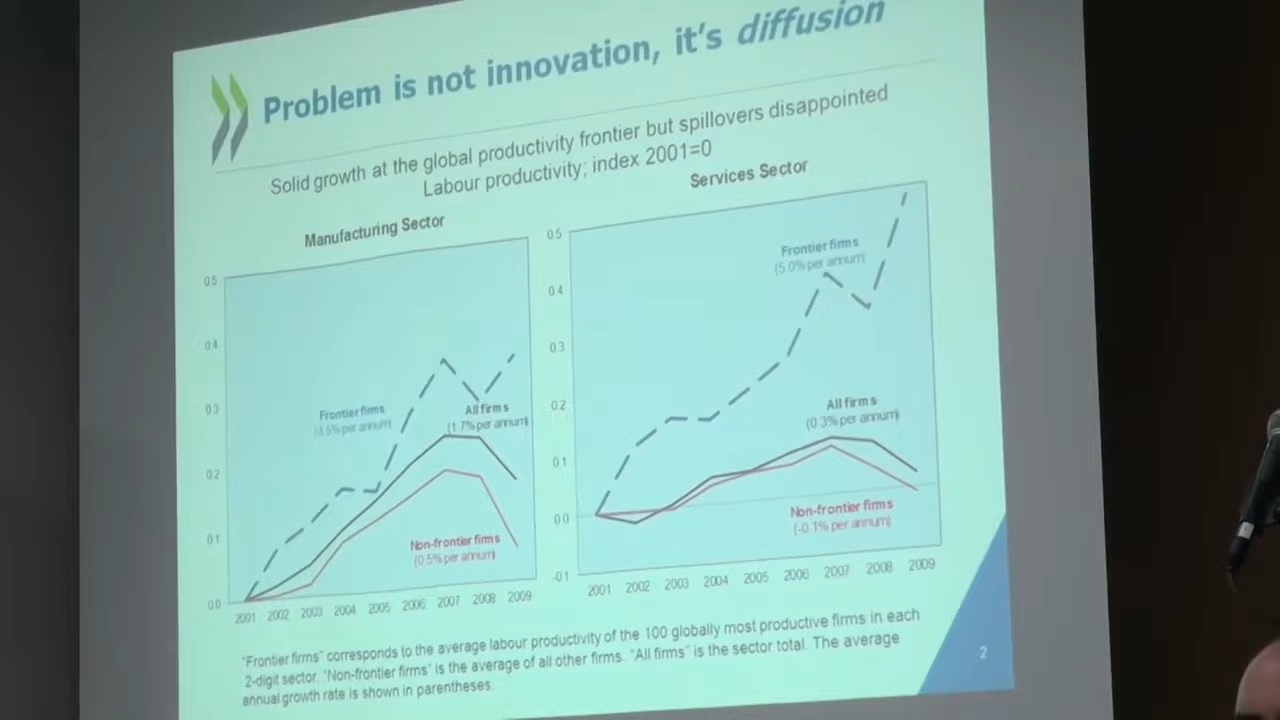 Problem is not innovation, it's diffusion
Solid growth at the global productivity frontier but spillovers disappointed
Labour productivity; index 2001=0
Manufacturing Sector
0.5
0.4
0.3
0.2
0.1
0.0
Frontier firms
(3.5% per annum)
All firms
(1.7% per annum)
Non-frontier firms
(0.5% per annum)
2001 2002 2003 2004 2005 2006 2007 2008 2009
Services Sector
0.5
0.4
0.3
0.2
0.1
0.0
-0.1
Frontier firms
(5.0% per annum)
All firms
(0.3% per annum)
Non-frontier firms
(-0.1% per annum)
2001 2002 2003 2004 2005 2006 2007 2008 2009
"Frontier firms" corresponds to the average labour productivity of the 100 globally most productive firms in each
2-digit sector. "Non-frontier firms" is the average of all other firms. "All firms" is the sector total. The average
annual growth rate is shown in parentheses.
2